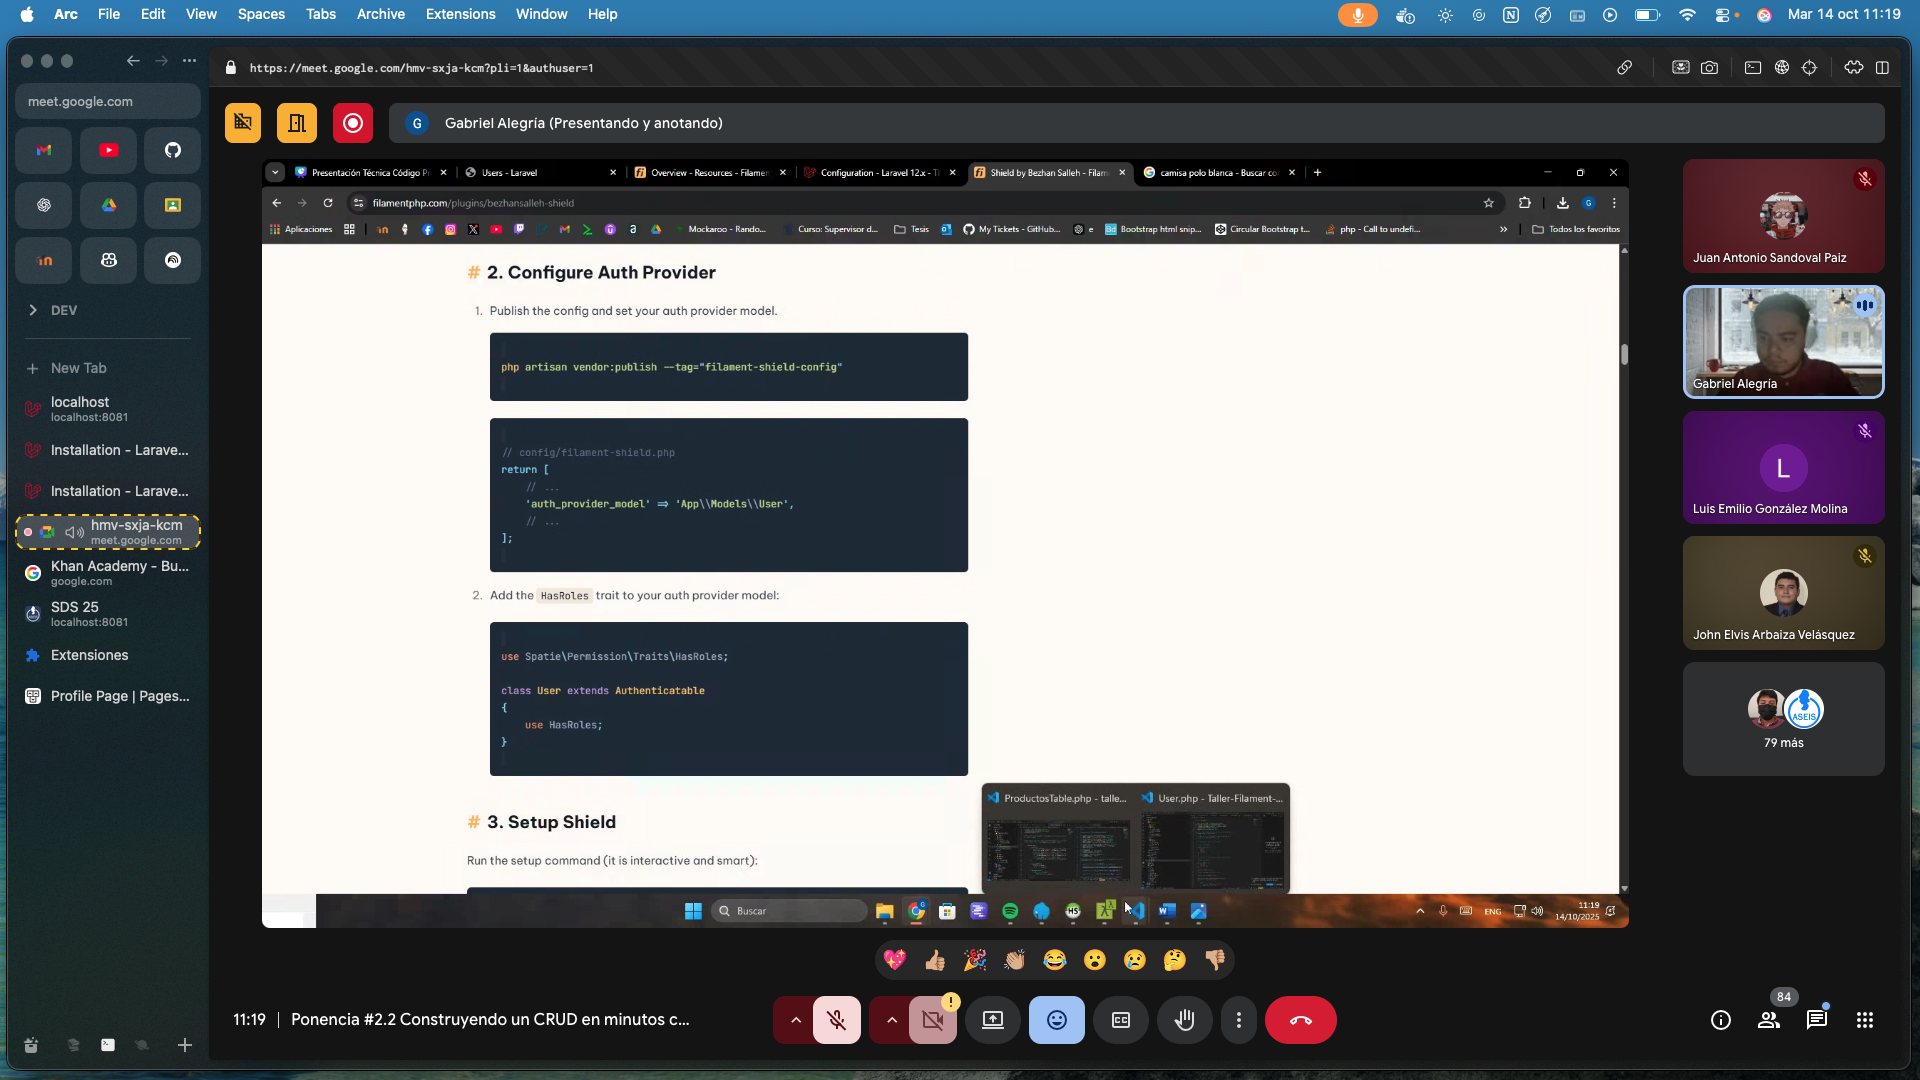 Arc File Edit View Spaces Tabs Archive Extensions Window Help
Mar 14 oct 11:19
meet.google.com
https://meet.google.com/hmv-sxja-kcm?pli=1&authuser=1
DEV
New Tab
localhost
localhost:8081
Installation - Larave...
Installation - Larave...
hmv-sxja-kcm
meet.google.com
Khan Academy - Bu...
google.com
SDS 25
localhost:8081
Extensiones
Profile Page | Pages...
G Gabriel Alegría (Presentando y anotando)
Presentación Técnica Código P
Users - Laravel
Overview - Resources - Filamen
Configuration - Laravel 12.x - T
Shield by Bezhan Salleh - Filam
camisa polo blanca - Buscar co
filamentphp.com/plugins/bezhansalleh-shield
Aplicaciones
Mockaroo - Rando...
Curso: Supervisor d...
Tesis
My Tickets - GitHub...
e
Bootstrap html snip...
Circular Bootstrap t...
php - Call to undefi...
»
Todos los favoritos
# 2. Configure Auth Provider
1. Publish the config and set your auth provider model.
php artisan vendor:publish --tag="filament-shield-config"
// config/filament-shield.php
return [
// ...
'auth_provider_model' => 'App\\Models\\User',
// ...
];
2. Add the HasRoles trait to your auth provider model:
use Spatie\Permission\Traits\HasRoles;
class User extends Authenticatable
{
use HasRoles;
}
# 3. Setup Shield
Run the setup command (it is interactive and smart):
ProductosTable.php - talle...
User.php - Taller-Filament-...
Buscar
ENG
11:19
14/10/2025
Juan Antonio Sandoval Paiz
Gabriel Alegría
L
Luis Emilio González Molina
John Elvis Arbaiza Velásquez
ASEIS
79 más
11:19 | Ponencia #2.2 Construyendo un CRUD en minutos c...
84